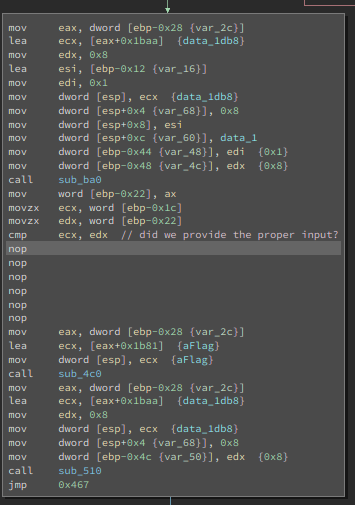 mov     eax, dword [ebp-0x28 {var_2c}]
lea     ecx, [eax+0x1baa]  {data_1db8}
mov     edx, 0x8
lea     esi, [ebp-0x12 {var_16}]
mov     edi, 0x1
mov     dword [esp], ecx  {data_1db8}
mov     dword [esp+0x4 {var_68}], 0x8
mov     dword [esp+0x8], esi
mov     dword [esp+0xc {var_60}], data_1
mov     dword [ebp-0x44 {var_48}], edi  {0x1}
mov     dword [ebp-0x48 {var_4c}], edx  {0x8}
call    sub_ba0
mov     word [ebp-0x22], ax
movzx   ecx, word [ebp-0x1c]
movzx   edx, word [ebp-0x22]
cmp     ecx, edx  // did we provide the proper input?
nop
nop
nop
nop
nop
nop
mov     eax, dword [ebp-0x28 {var_2c}]
lea     ecx, [eax+0x1b81]  {aFlag}
mov     dword [esp], ecx  {aFlag}
call    sub_4c0
mov     eax, dword [ebp-0x28 {var_2c}]
lea     ecx, [eax+0x1baa]  {data_1db8}
mov     edx, 0x8
mov     dword [esp], ecx  {data_1db8}
mov     dword [esp+0x4 {var_68}], 0x8
mov     dword [ebp-0x4c {var_50}], edx  {0x8}
call    sub_510
jmp     0x467